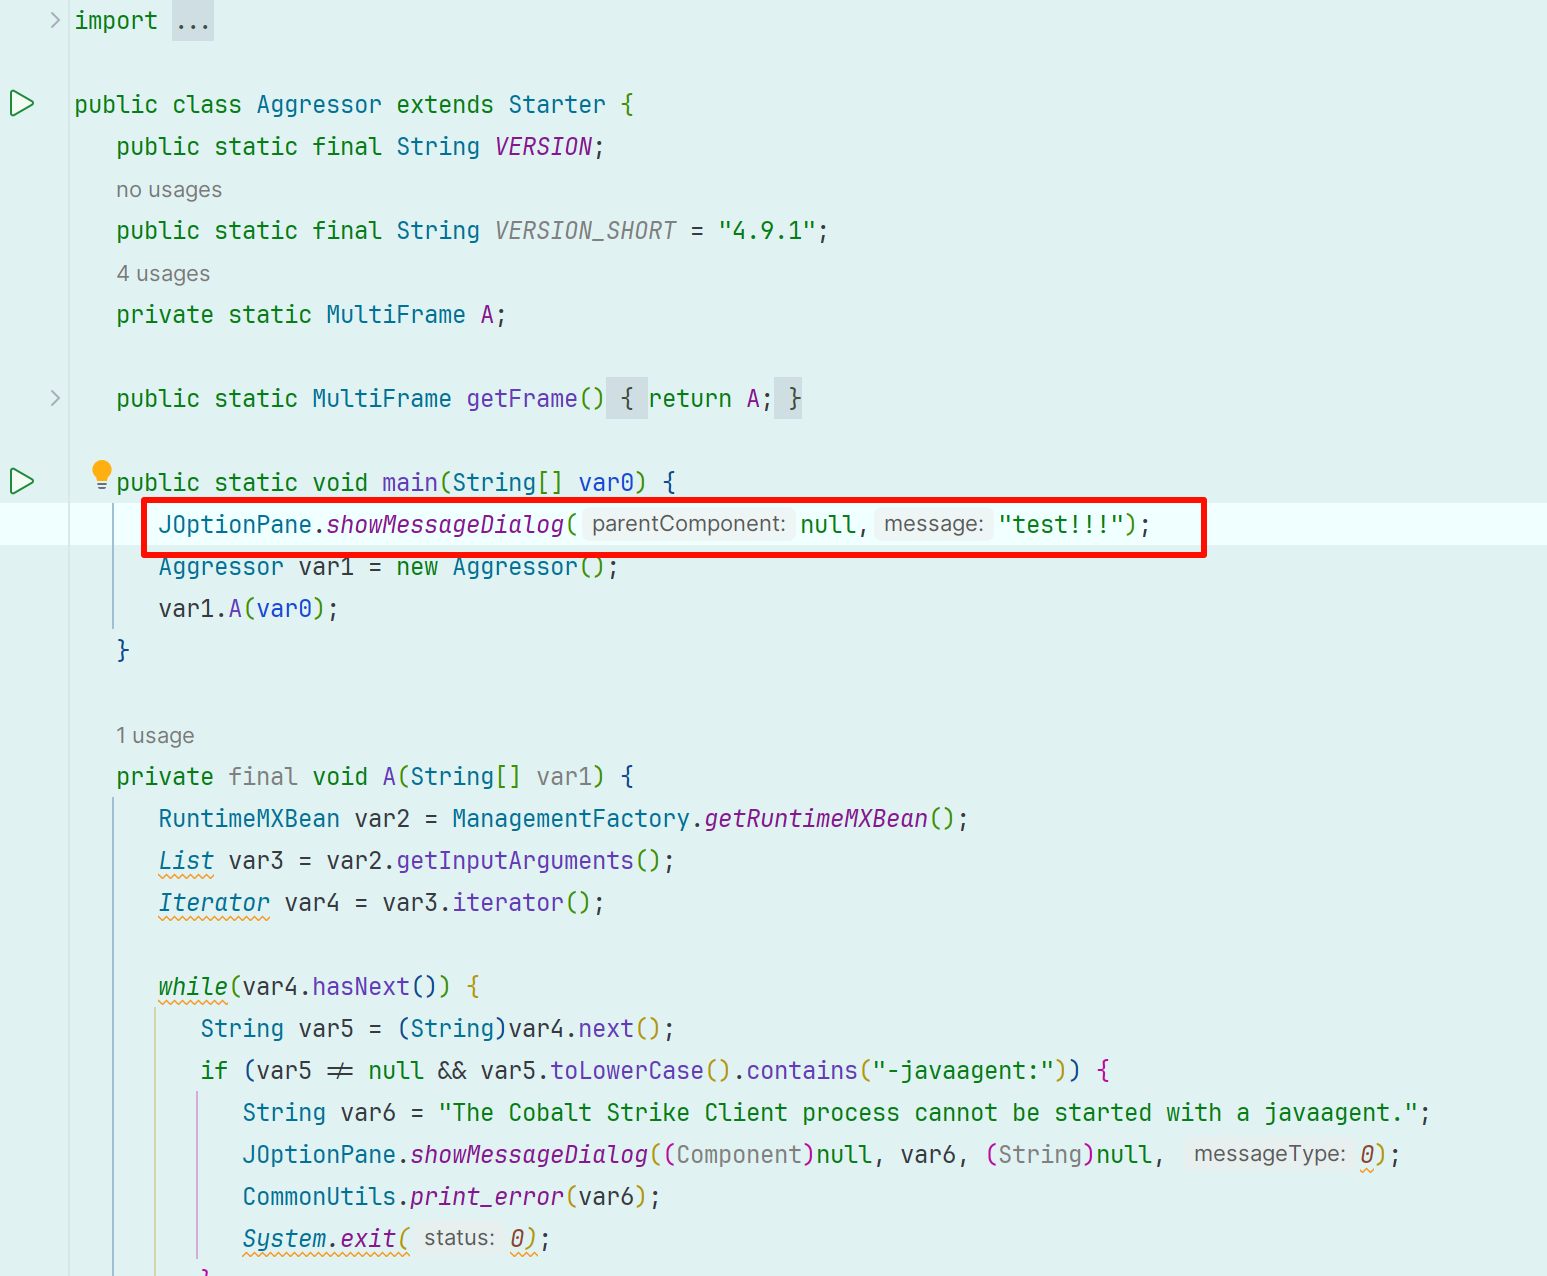 import ...
public class Aggressor extends Starter {
public static final String VERSION;
no usages
public static final String VERSION_SHORT = "4.9.1";
4 usages
private static MultiFrame A;
public static MultiFrame getFrame() { return A; }
public static void main(String[] var0) {
JOptionPane.showMessageDialog( parentComponent: null, message: "test!!!");
Aggressor var1 = new Aggressor();
var1.A(var0);
}
1 usage
private final void A(String[] var1) {
RuntimeMXBean var2 = ManagementFactory.getRuntimeMXBean();
List var3 = var2.getInputArguments();
Iterator var4 = var3.iterator();
while(var4.hasNext()) {
String var5 = (String)var4.next();
if (var5 ≠ null && var5.toLowerCase().contains("-javaagent:")) {
String var6 = "The Cobalt Strike Client process cannot be started with a javaagent.";
JOptionPane.showMessageDialog((Component)null, var6, (String)null, messageType: 0);
CommonUtils.print_error(var6);
System.exit( status: 0);
}